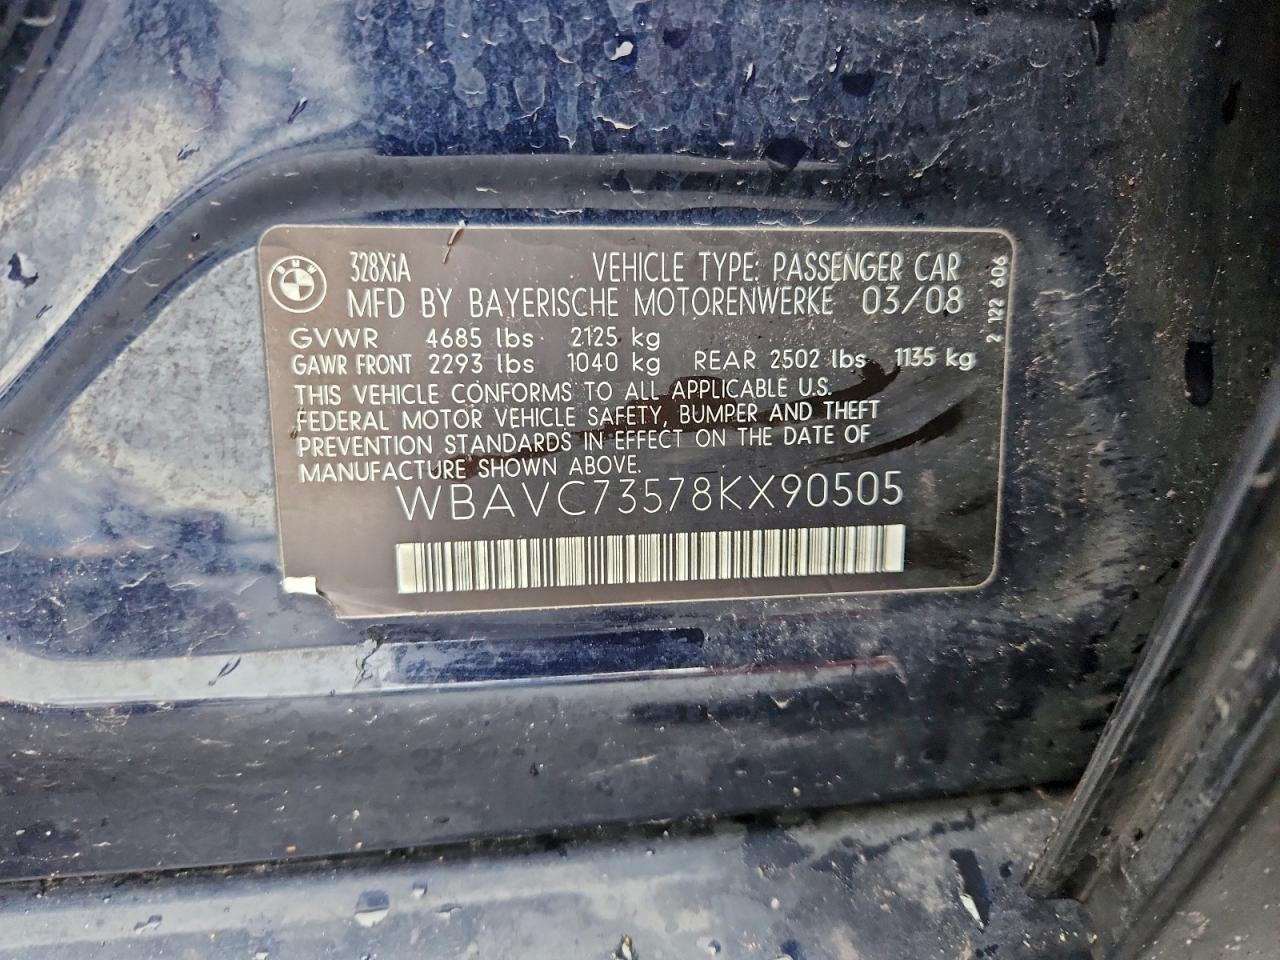 BMW
328XiA VEHICLE TYPE: PASSENGER CAR
MFD BY BAYERISCHE MOTORENWERKE 03/08
GVWR 4685 lbs 2125 kg
GAWR FRONT 2293 lbs 1040 kg REAR 2502 lbs 1135 kg
THIS VEHICLE CONFORMS TO ALL APPLICABLE U.S.
FEDERAL MOTOR VEHICLE SAFETY, BUMPER AND THEFT
PREVENTION STANDARDS IN EFFECT ON THE DATE OF
MANUFACTURE SHOWN ABOVE.
WBAVC73578KX90505
2 122 606